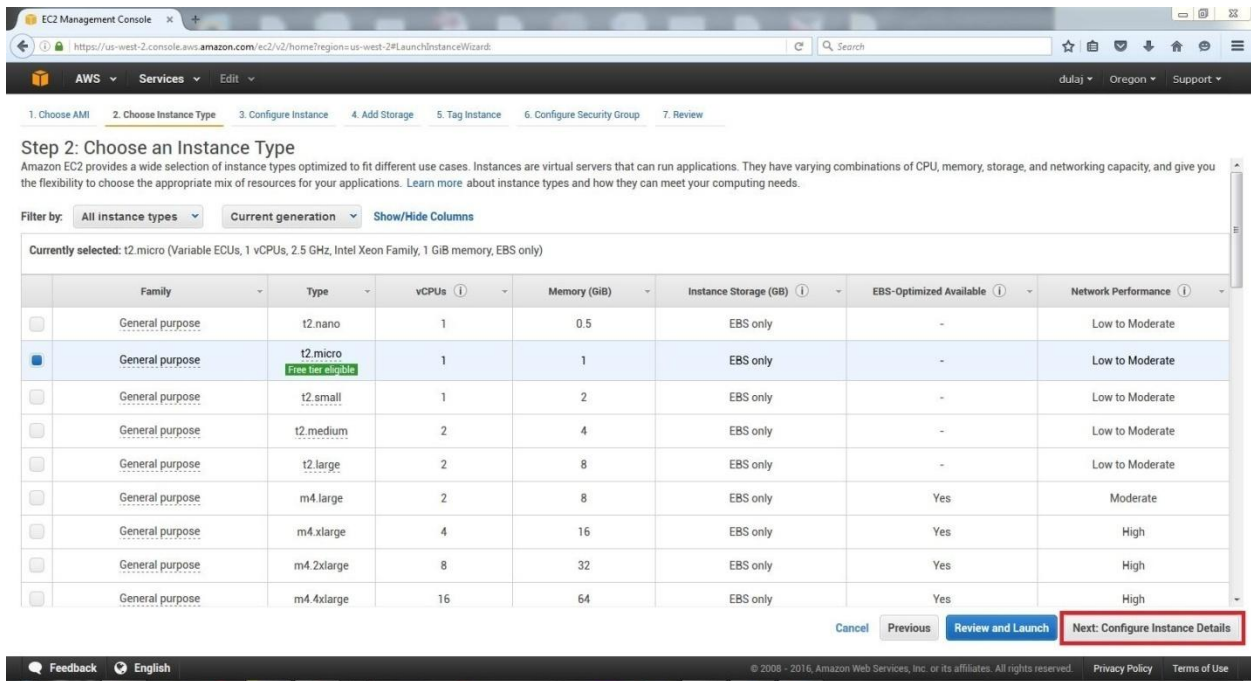 EC2 Management Console
https://us-west-2.console.aws.amazon.com/ec2/v2/home?region=us-west-2#LaunchInstanceWizard:
Search
AWS Services Edit dulaj Oregon Support
1. Choose AMI 2. Choose Instance Type 3. Configure Instance 4. Add Storage 5. Tag Instance 6. Configure Security Group 7. Review
Step 2: Choose an Instance Type
Amazon EC2 provides a wide selection of instance types optimized to fit different use cases. Instances are virtual servers that can run applications. They have varying combinations of CPU, memory, storage, and networking capacity, and give you
the flexibility to choose the appropriate mix of resources for your applications. Learn more about instance types and how they can meet your computing needs.
Filter by: All instance types Current generation Show/Hide Columns
Currently selected: t2.micro (Variable ECUs, 1 vCPUs, 2.5 GHz, Intel Xeon Family, 1 GiB memory, EBS only)
Family Type vCPUs Memory (GiB) Instance Storage (GB) EBS-Optimized Available Network Performance
General purpose t2.nano 1 0.5 EBS only - Low to Moderate
General purpose t2.micro 1 1 EBS only - Low to Moderate
Free tier eligible
General purpose t2.small 1 2 EBS only - Low to Moderate
General purpose t2.medium 2 4 EBS only - Low to Moderate
General purpose t2.large 2 8 EBS only - Low to Moderate
General purpose m4.large 2 8 EBS only Yes Moderate
General purpose m4.xlarge 4 16 EBS only Yes High
General purpose m4.2xlarge 8 32 EBS only Yes High
General purpose m4.4xlarge 16 64 EBS only Yes High
Cancel Previous Review and Launch Next: Configure Instance Details
Feedback English © 2008 - 2016, Amazon Web Services, Inc. or its affiliates. All rights reserved. Privacy Policy Terms of Use